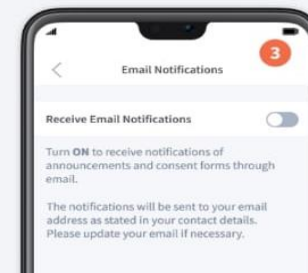 3
Email Notifications
Receive Email Notifications
Turn ON to receive notifications of
announcements and consent forms through
email.
The notifications will be sent to your email
address as stated in your contact details.
Please update your email if necessary.